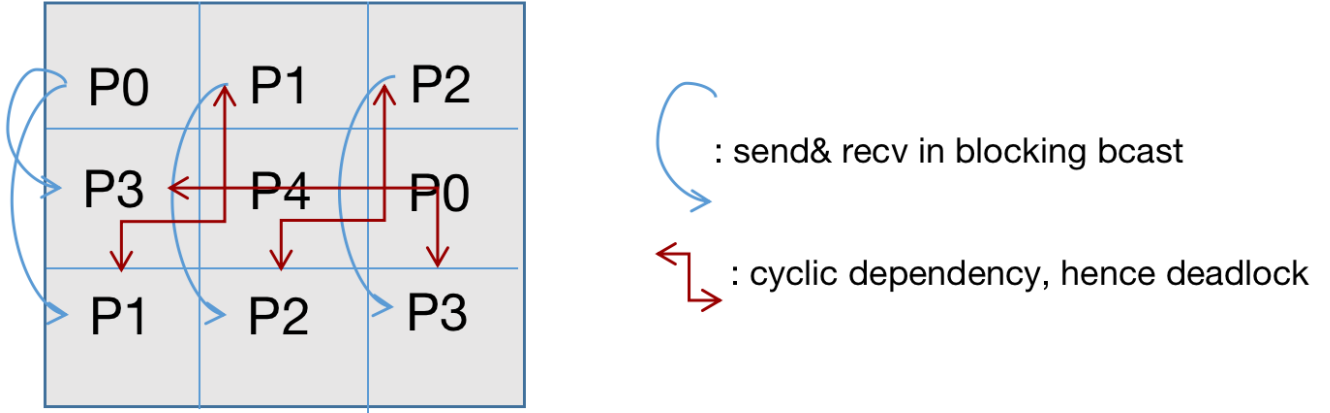 P0 P1 P2
P3 P4 P0
P1 P2 P3
: send& recv in blocking bcast
: cyclic dependency, hence deadlock